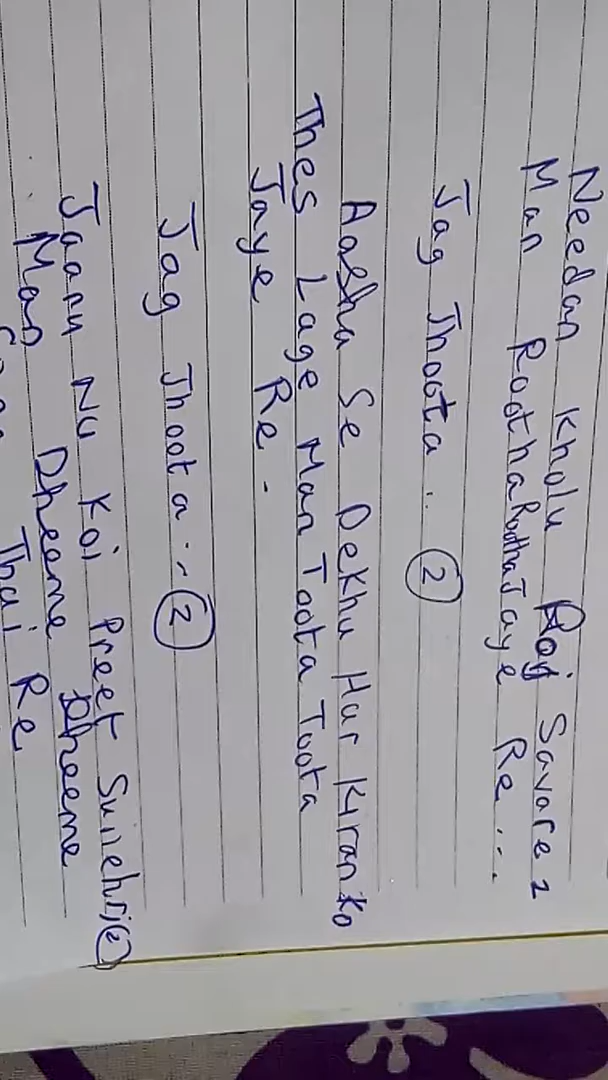 Needan Kholu Roj Savare 2
Man Rootha Rootha Jaye Re...
Jag Jhoota.. ②
Aasha Se Dekhu Har Kiran ko
Thes Lage Man Toota Toota
Jaye Re.
Jag Jhoota.. ②
Jaanu Nu Koi Preet Sunehri ②
Man Dheeme Dheeme
Thai Re